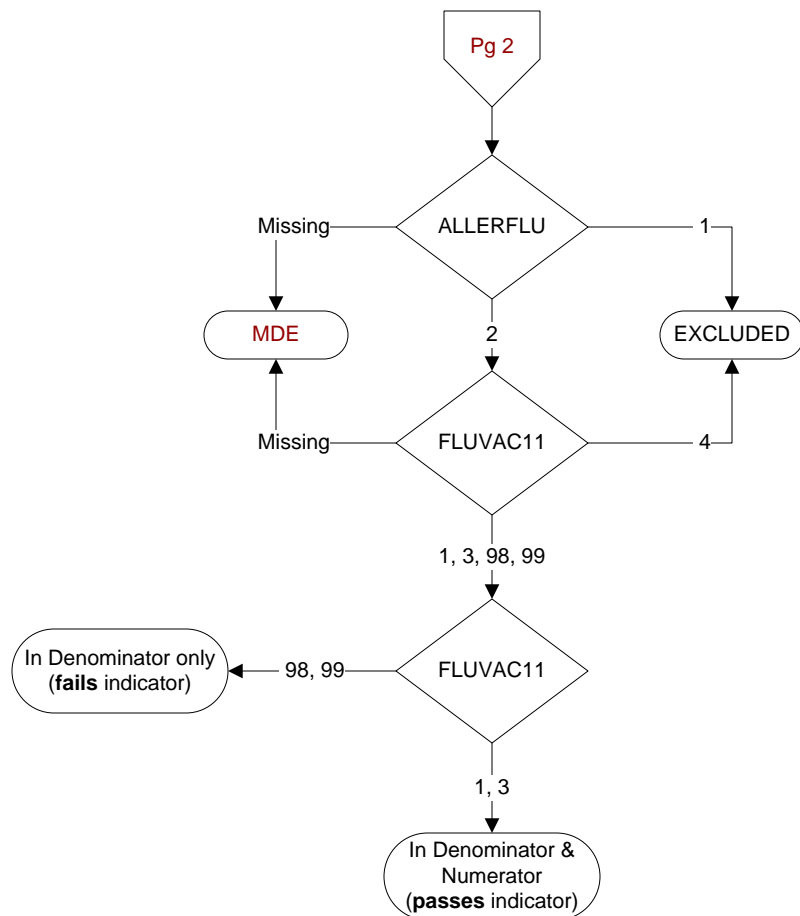 Pg 2
Missing
ALLERFLU
1
MDE
2
EXCLUDED
Missing
FLUVAC11
4
1, 3, 98, 99
In Denominator only
(fails indicator)
98, 99
FLUVAC11
1, 3
In Denominator &
Numerator
(passes indicator)